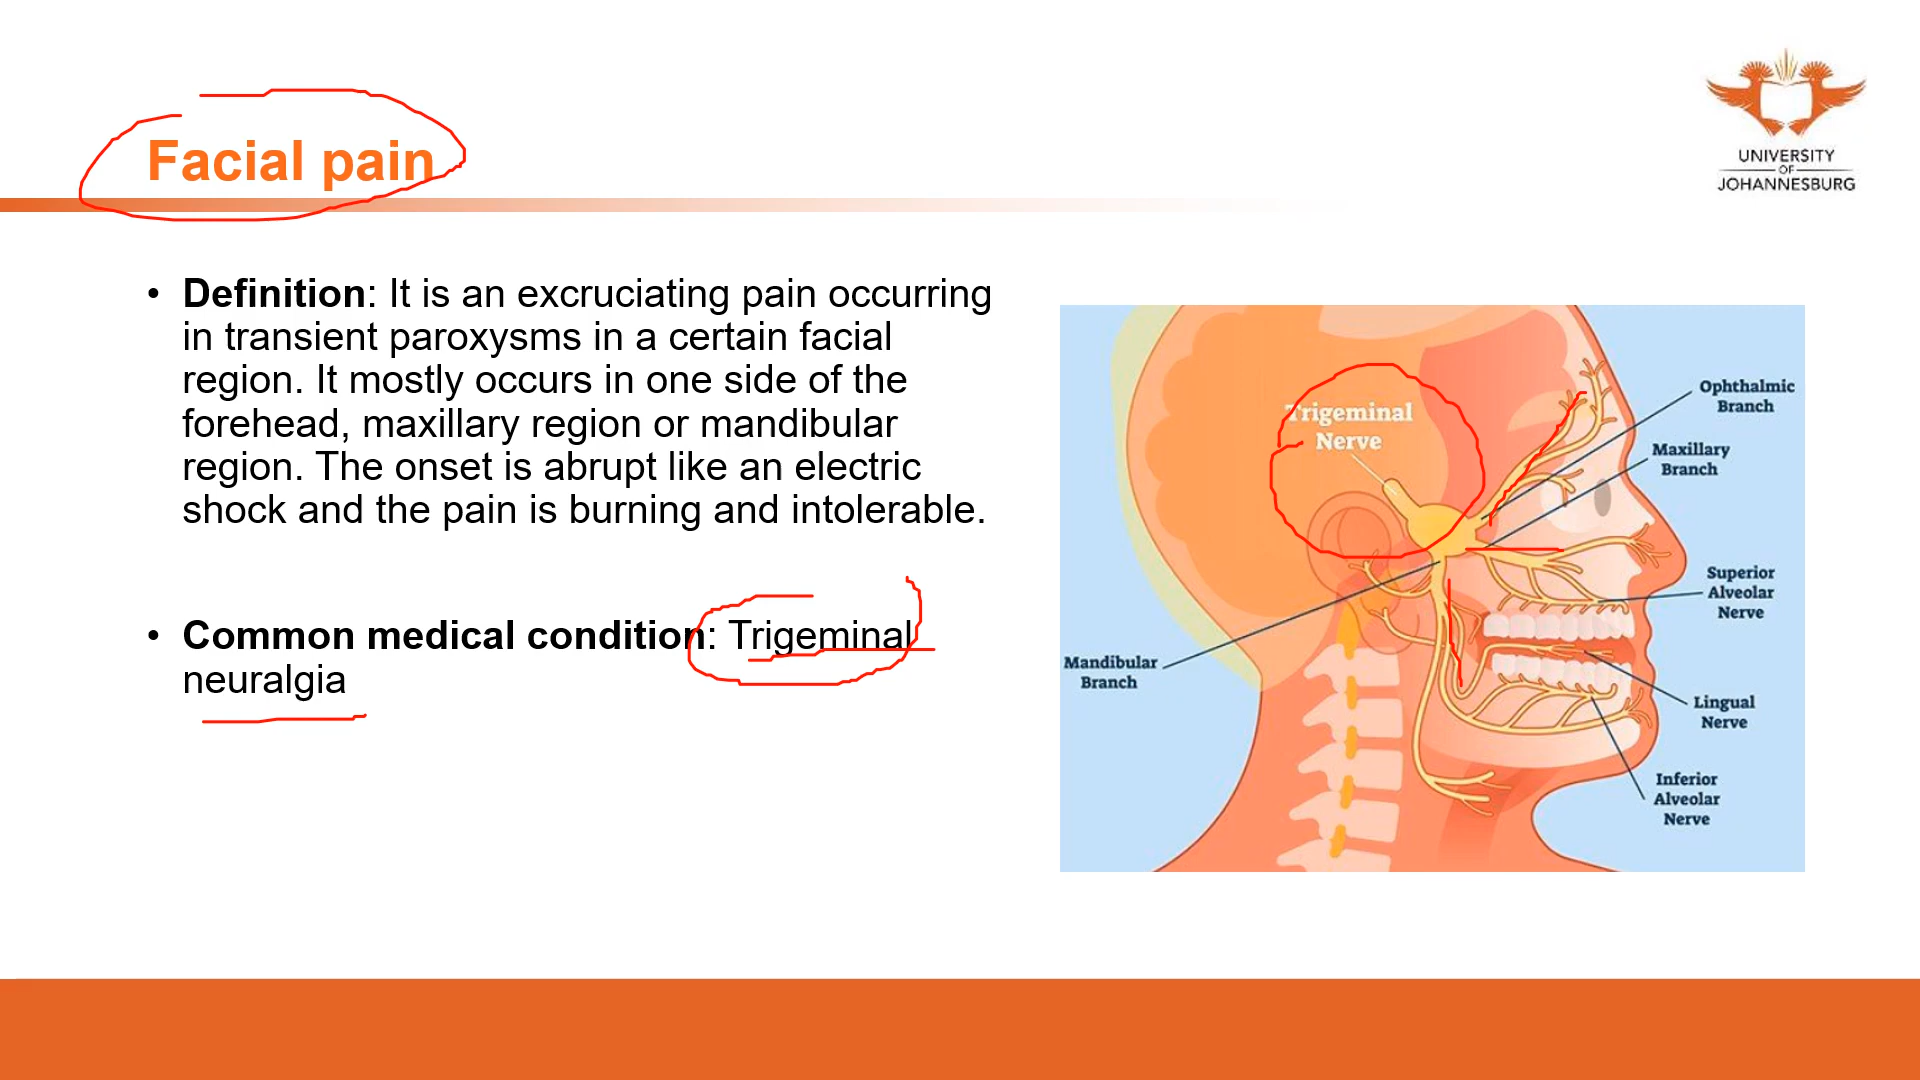 Facial pain
UNIVERSITY
OF
JOHANNESBURG
• Definition: It is an excruciating pain occurring
in transient paroxysms in a certain facial
region. It mostly occurs in one side of the
forehead, maxillary region or mandibular
region. The onset is abrupt like an electric
shock and the pain is burning and intolerable.
• Common medical condition: Trigeminal
neuralgia
Trigeminal
Nerve
Ophthalmic
Branch
Maxillary
Branch
Superior
Alveolar
Nerve
Mandibular
Branch
Lingual
Nerve
Inferior
Alveolar
Nerve